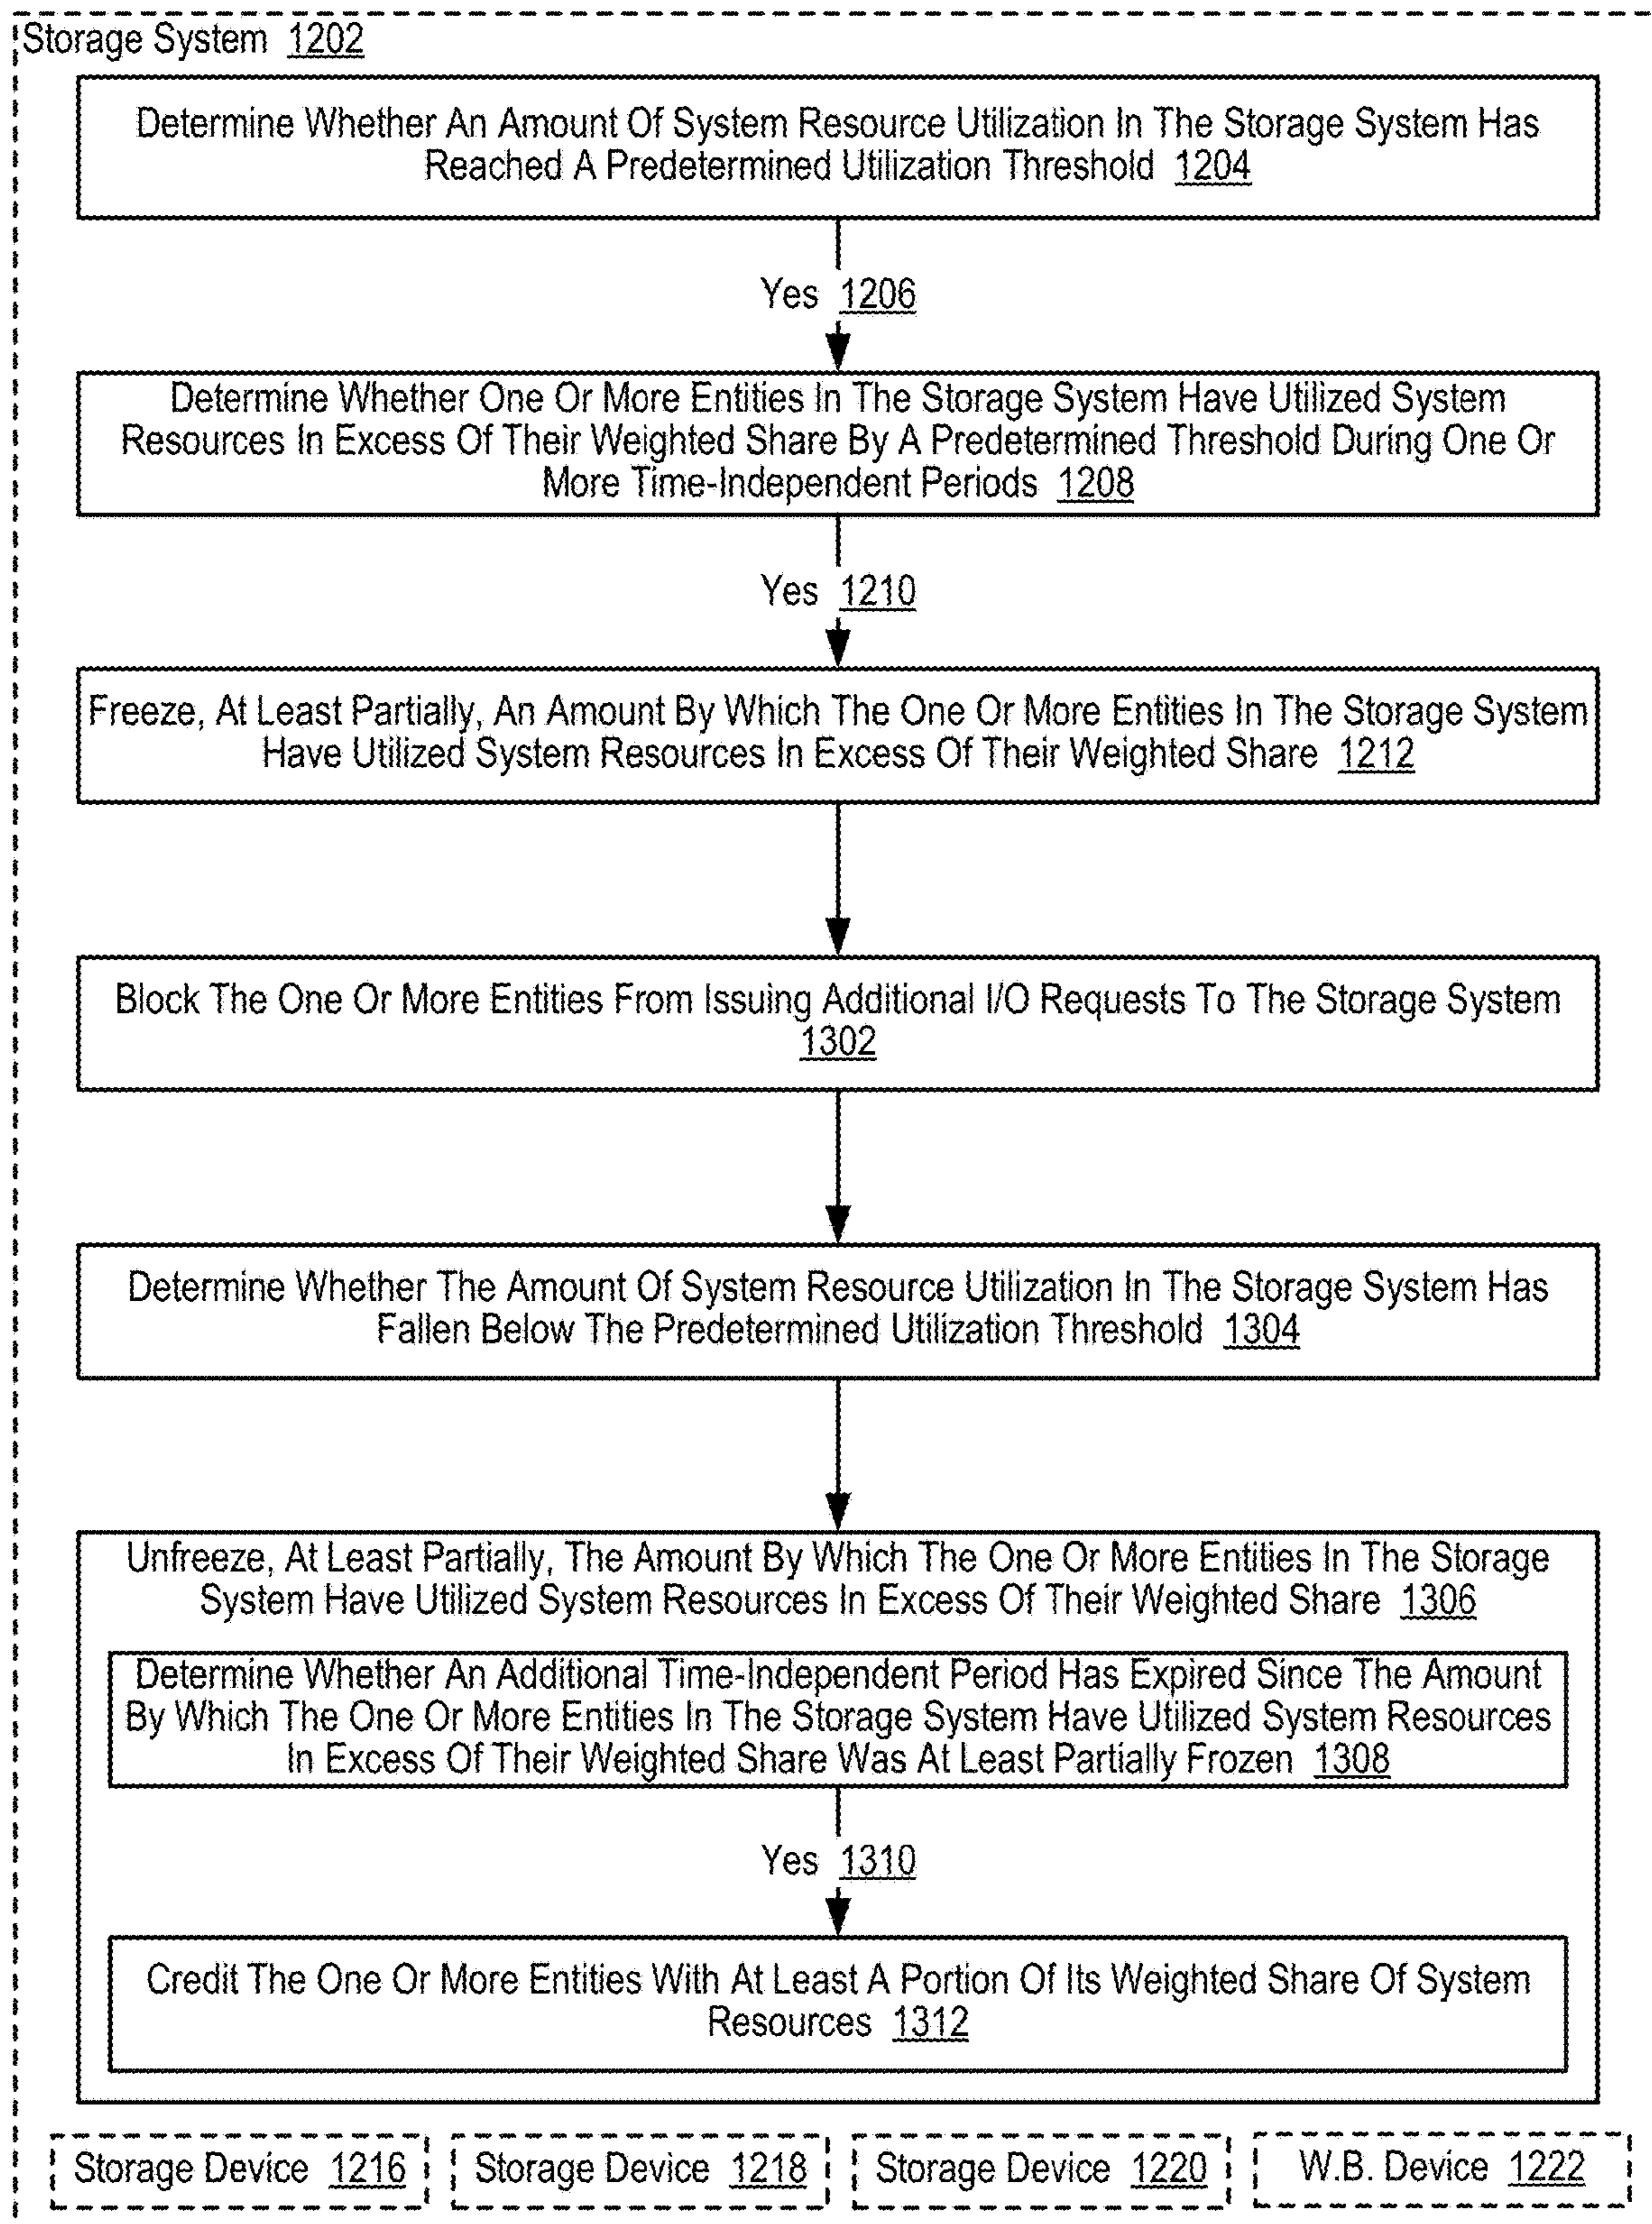 Storage System 1202
Determine Whether An Amount Of System Resource Utilization In The Storage System Has
Reached A Predetermined Utilization Threshold 1204
Yes 1206
Determine Whether One Or More Entities In The Storage System Have Utilized System
Resources In Excess Of Their Weighted Share By A Predetermined Threshold During One Or
More Time-Independent Periods 1208
Yes 1210
Freeze, At Least Partially, An Amount By Which The One Or More Entities In The Storage System
Have Utilized System Resources In Excess Of Their Weighted Share 1212
Block The One Or More Entities From Issuing Additional I/O Requests To The Storage System
1302
Determine Whether The Amount Of System Resource Utilization In The Storage System Has
Fallen Below The Predetermined Utilization Threshold 1304
Unfreeze, At Least Partially, The Amount By Which The One Or More Entities In The Storage
System Have Utilized System Resources In Excess Of Their Weighted Share 1306
Determine Whether An Additional Time-Independent Period Has Expired Since The Amount
By Which The One Or More Entities In The Storage System Have Utilized System Resources
In Excess Of Their Weighted Share Was At Least Partially Frozen 1308
Yes 1310
Credit The One Or More Entities With At Least A Portion Of Its Weighted Share Of System
Resources 1312
Storage Device 1216
Storage Device 1218
Storage Device 1220
W.B. Device 1222